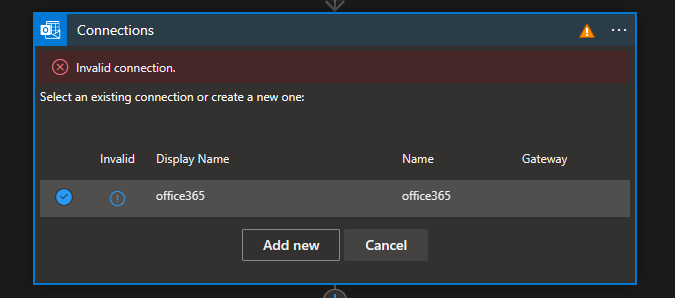 Connections
Invalid connection.
Select an existing connection or create a new one:
Invalid Display Name Name Gateway
office365 office365
Add new Cancel